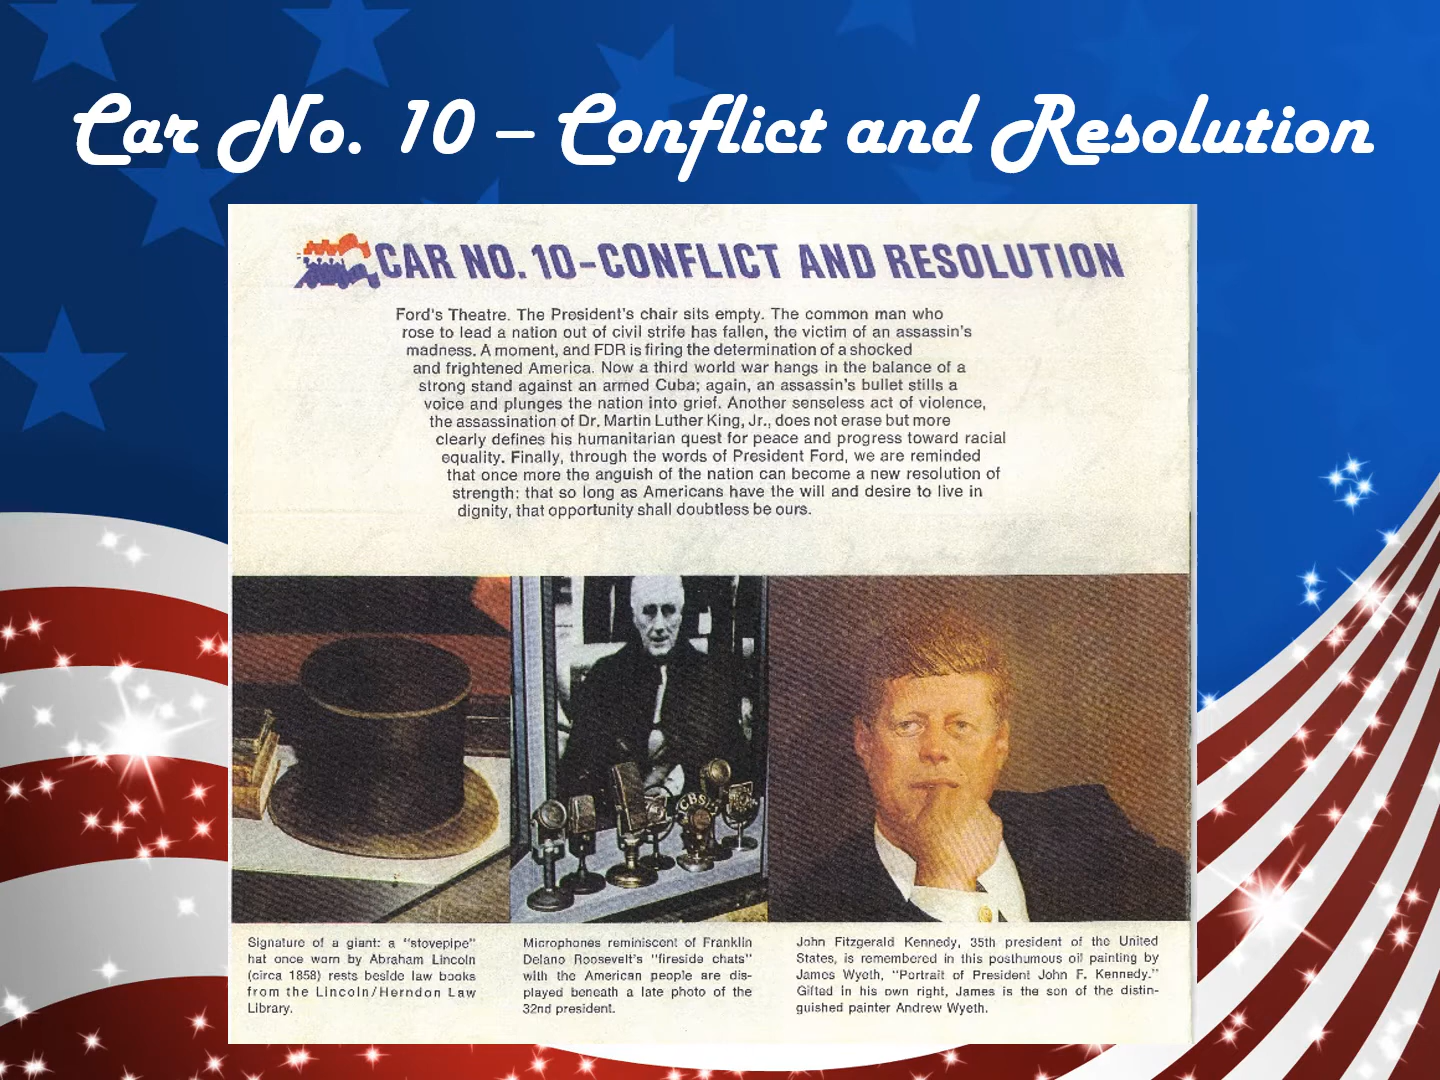 Car No. 10 – Conflict and Resolution
CAR NO. 10-CONFLICT AND RESOLUTION
Ford's Theatre. The President's chair sits empty. The common man who
rose to lead a nation out of civil strife has fallen, the victim of an assassin's
madness. A moment, and FDR is firing the determination of a shocked
and frightened America. Now a third world war hangs in the balance of a
strong stand against an armed Cuba; again, an assassin's bullet stills a
voice and plunges the nation into grief. Another senseless act of violence,
the assassination of Dr. Martin Luther King, Jr., does not erase but more
clearly defines his humanitarian quest for peace and progress toward racial
equality. Finally, through the words of President Ford, we are reminded
that once more the anguish of the nation can become a new resolution of
strength: that so long as Americans have the will and desire to live in
dignity, that opportunity shall doubtless be ours.
CBS
Signature of a giant: a "stovepipe"
hat once worn by Abraham Lincoln
(circa 1858) rests beside law books
from the Lincoln/Herndon Law
Library.
Microphones reminiscent of Franklin
Delano Roosevelt's "fireside chats"
with the American people are dis-
played beneath a late photo of the
32nd president.
John Fitzgerald Kennedy, 35th president of the United
States, is remembered in this posthumous oil painting by
James Wyeth, "Portrait of President John F. Kennedy."
Gifted in his own right, James is the son of the distin-
guished painter Andrew Wyeth.